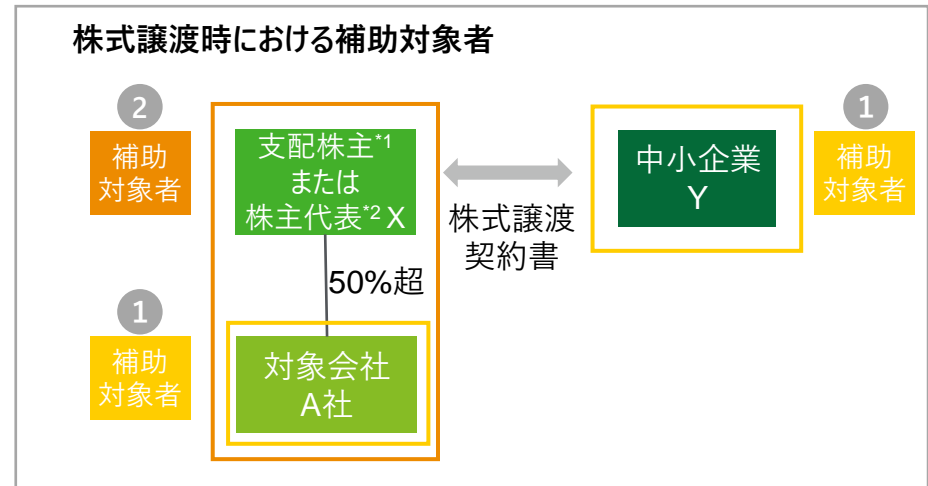 株式譲渡時における補助対象者
2
補助
対象者
支配株主*1
または
株主代表*2 X
株式譲渡
契約書
中小企業
Y
1
補助
対象者
50%超
1
補助
対象者
対象会社
A社